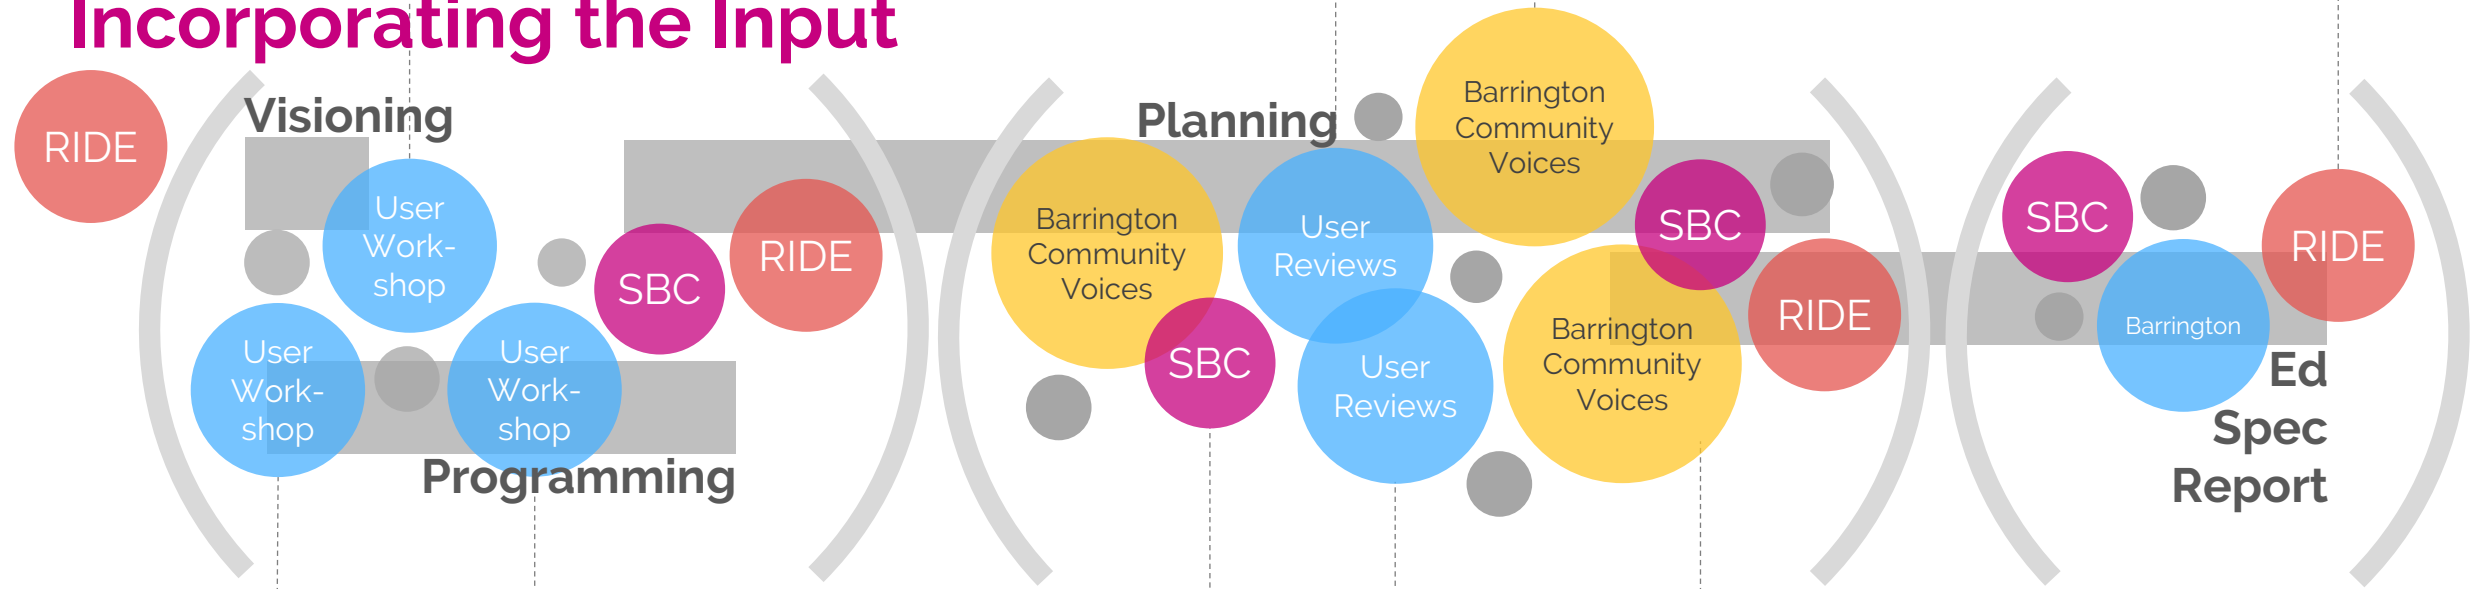 Incorporating the Input
RIDE
Visioning
User
Work-
shop
User
Work-
shop
User
Work-
shop
Programming
SBC
RIDE
Planning
Barrington
Community
Voices
SBC
User
Reviews
User
Reviews
Barrington
Community
Voices
Barrington
Community
Voices
SBC
RIDE
SBC
Barrington
RIDE
Ed
Spec
Report